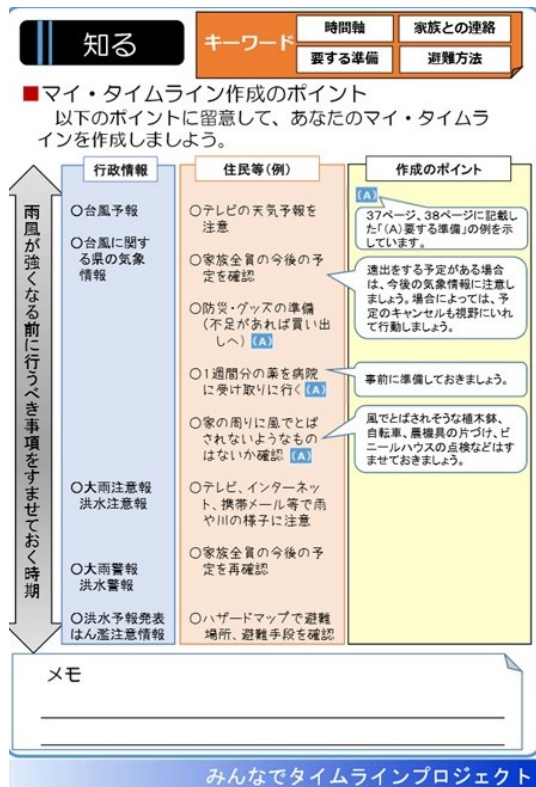 知る
キーワード
時間軸
家族との連絡
要する準備
避難方法
■マイ・タイムライン作成のポイント
以下のポイントに留意して、あなたのマイ・タイムラ
インを作成しましょう。
雨風が強くなる前に行うべき事項をすませておく時期
行政情報
○台風予報
○台風に関す
る県の気象
情報
○大雨注意報
洪水注意報
○大雨警報
洪水警報
○洪水予報発表
はん濫注意情報
住民等(例)
○テレビの天気予報を
注意
○家族全員の今後の予
定を確認
○防災・グッズの準備
(不足があれば買い出
しへ) (A)
○1週間分の薬を病院
に受け取りに行く (A)
○家の周りに風でとば
されないようなもの
はないか確認 (A)
○テレビ、インターネッ
ト、携帯メール等で雨
や川の様子に注意
○家族全員の今後の予
定を再確認
○ハザードマップで避難
場所、避難手段を確認
作成のポイント
(A)
37ページ、38ページに記載し
た「(A)要する準備」の例を示
しています。
遠出をする予定がある場合
は、今後の気象情報に注意し
ましょう。場合によっては、予
定のキャンセルも視野にいれ
て行動しましょう。
事前に準備しておきましょう。
風でとばされそうな植木鉢、
自転車、農機具の片づけ、ビ
ニールハウスの点検などはす
ませておきましょう。
メモ
みんなでタイムラインプロジェクト